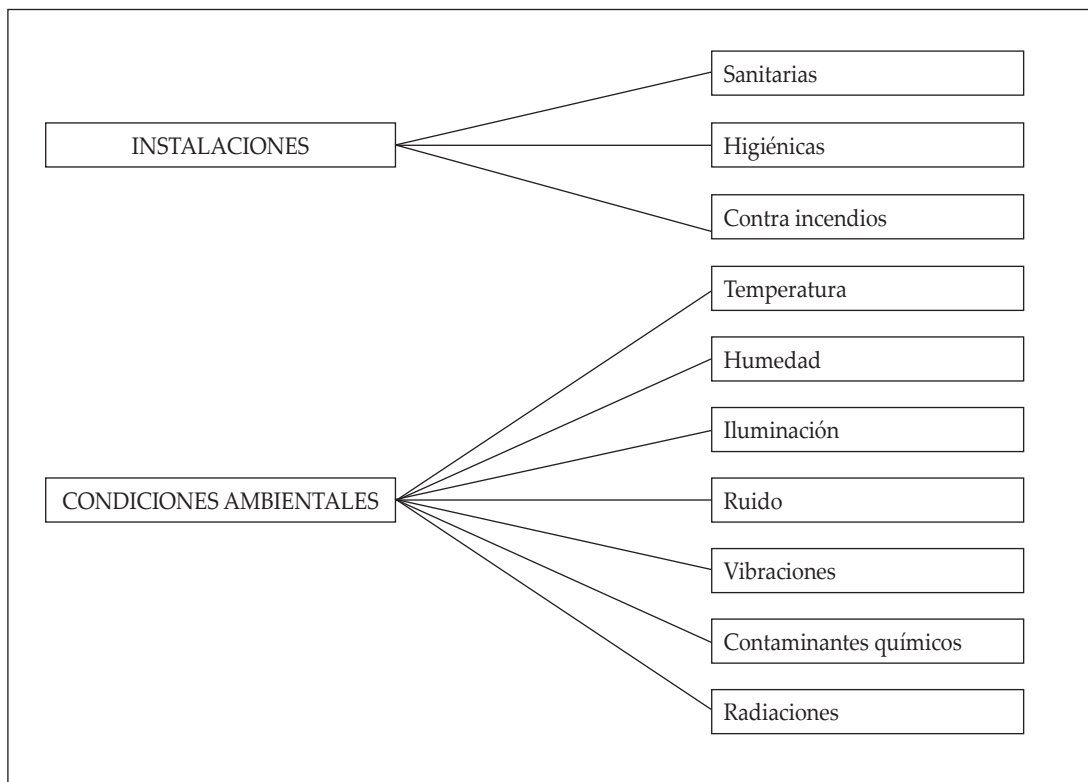 INSTALACIONES
Sanitarias
Higiénicas
Contra incendios
CONDICIONES AMBIENTALES
Temperatura
Humedad
Iluminación
Ruido
Vibraciones
Contaminantes químicos
Radiaciones